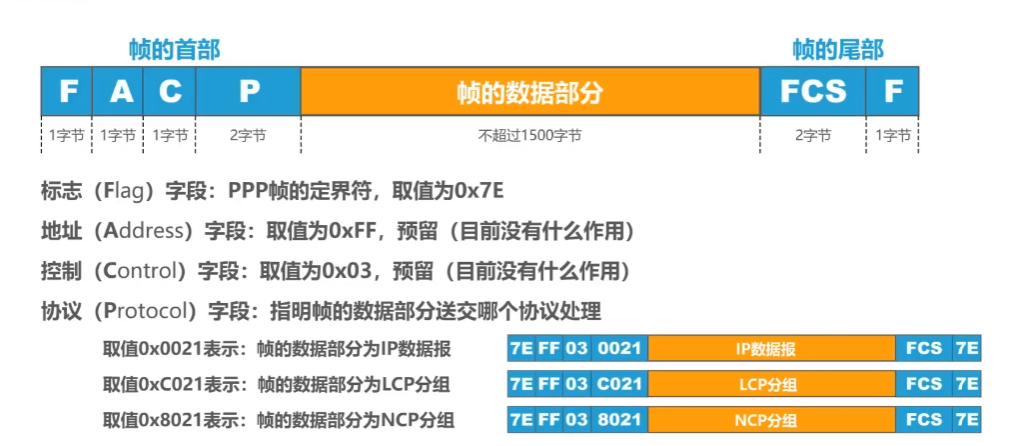 帧的首部 帧的尾部
F A C P 帧的数据部分 FCS F
1字节 1字节 1字节 2字节 不超过1500字节 2字节 1字节
标志（Flag）字段：PPP帧的定界符，取值为0x7E
地址（Address）字段：取值为0xFF，预留（目前没有什么作用）
控制（Control）字段：取值为0x03，预留（目前没有什么作用）
协议（Protocol）字段：指明帧的数据部分送交哪个协议处理
取值0x0021表示：帧的数据部分为IP数据报 7E FF 03 0021 IP数据报 FCS 7E
取值0xC021表示：帧的数据部分为LCP分组 7E FF 03 C021 LCP分组 FCS 7E
取值0x8021表示：帧的数据部分为NCP分组 7E FF 03 8021 NCP分组 FCS 7E